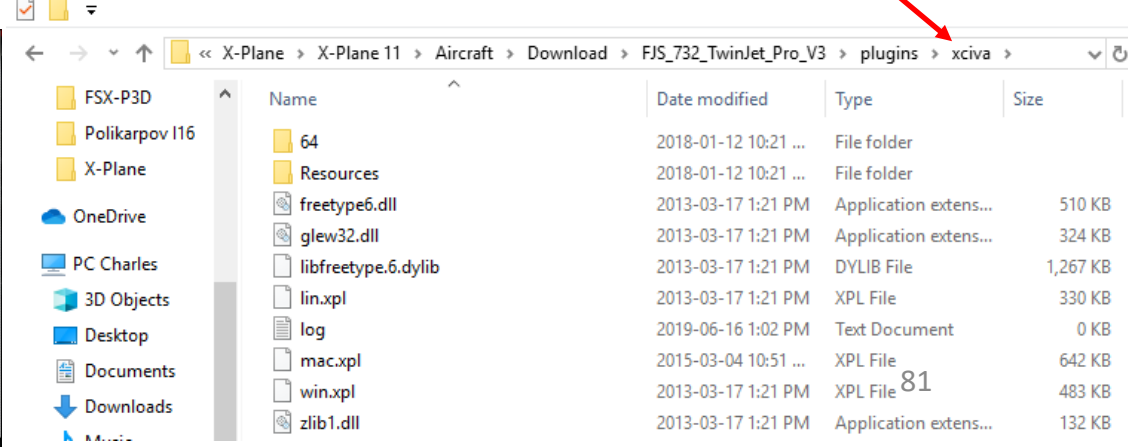 « X-Plane > X-Plane 11 > Aircraft > Download > FJS_732_TwinJet_Pro_V3 > plugins > xciva >
FSX-P3D
Polikarpov I16
X-Plane
OneDrive
PC Charles
3D Objects
Desktop
Documents
Downloads
Music
Name Date modified Type Size
64 2018-01-12 10:21 ... File folder
Resources 2018-01-12 10:21 ... File folder
freetype6.dll 2013-03-17 1:21 PM Application extens... 510 KB
glew32.dll 2013-03-17 1:21 PM Application extens... 324 KB
libfreetype.6.dylib 2013-03-17 1:21 PM DYLIB File 1,267 KB
lin.xpl 2013-03-17 1:21 PM XPL File 330 KB
log 2019-06-16 1:02 PM Text Document 0 KB
mac.xpl 2015-03-04 10:51 ... XPL File 642 KB
win.xpl 2013-03-17 1:21 PM XPL File 483 KB
zlib1.dll 2013-03-17 1:21 PM Application extens... 132 KB
81